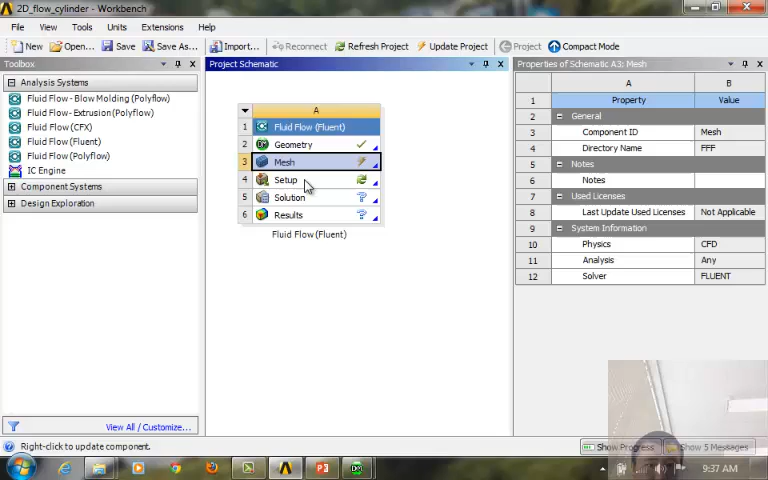 2D_flow_cylinder - Workbench
File View Tools Units Extensions Help
New Open... Save Save As... Import... Reconnect Refresh Project Update Project Project Compact Mode
Toolbox
Project Schematic
Properties of Schematic A3: Mesh
Analysis Systems
Fluid Flow - Blow Molding (Polyflow)
Fluid Flow - Extrusion (Polyflow)
Fluid Flow (CFX)
Fluid Flow (Fluent)
Fluid Flow (Polyflow)
IC Engine
Component Systems
Design Exploration
View All / Customize...
A
1 Fluid Flow (Fluent)
2 Geometry
3 Mesh
4 Setup
5 Solution
6 Results
Fluid Flow (Fluent)
A B
1 Property Value
2 General
3 Component ID Mesh
4 Directory Name FFF
5 Notes
6 Notes
7 Used Licenses
8 Last Update Used Licenses Not Applicable
9 System Information
10 Physics CFD
11 Analysis Any
12 Solver FLUENT
Right-click to update component.
Show Progress Show 5 Messages
9:37 AM